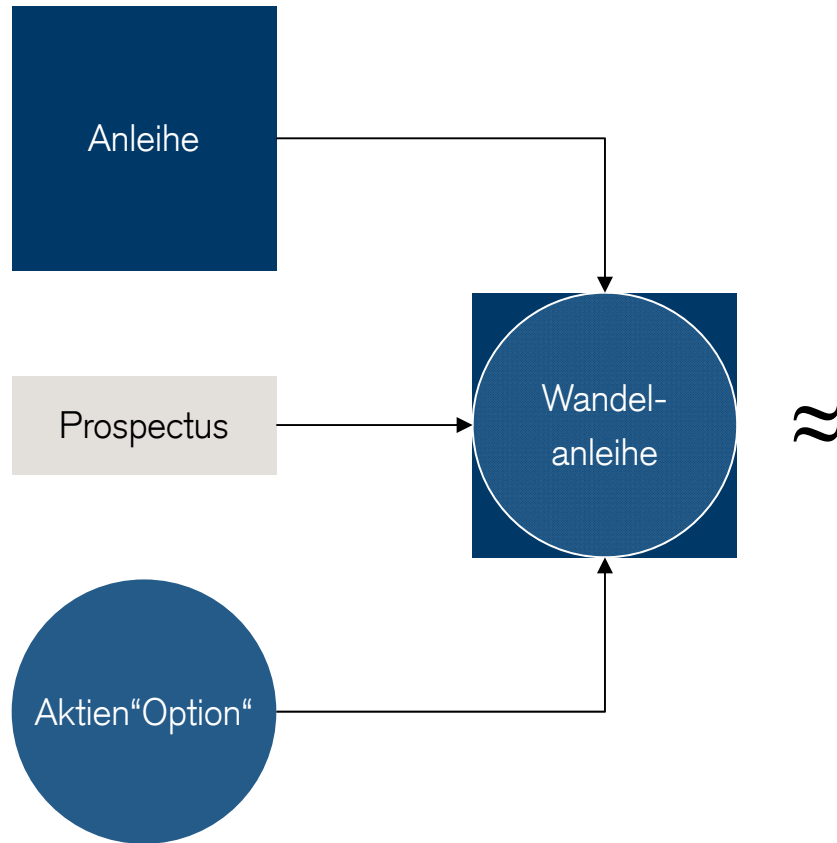 Anleihe
Prospectus
Wandel-
anleihe
≈
Aktien“Option“